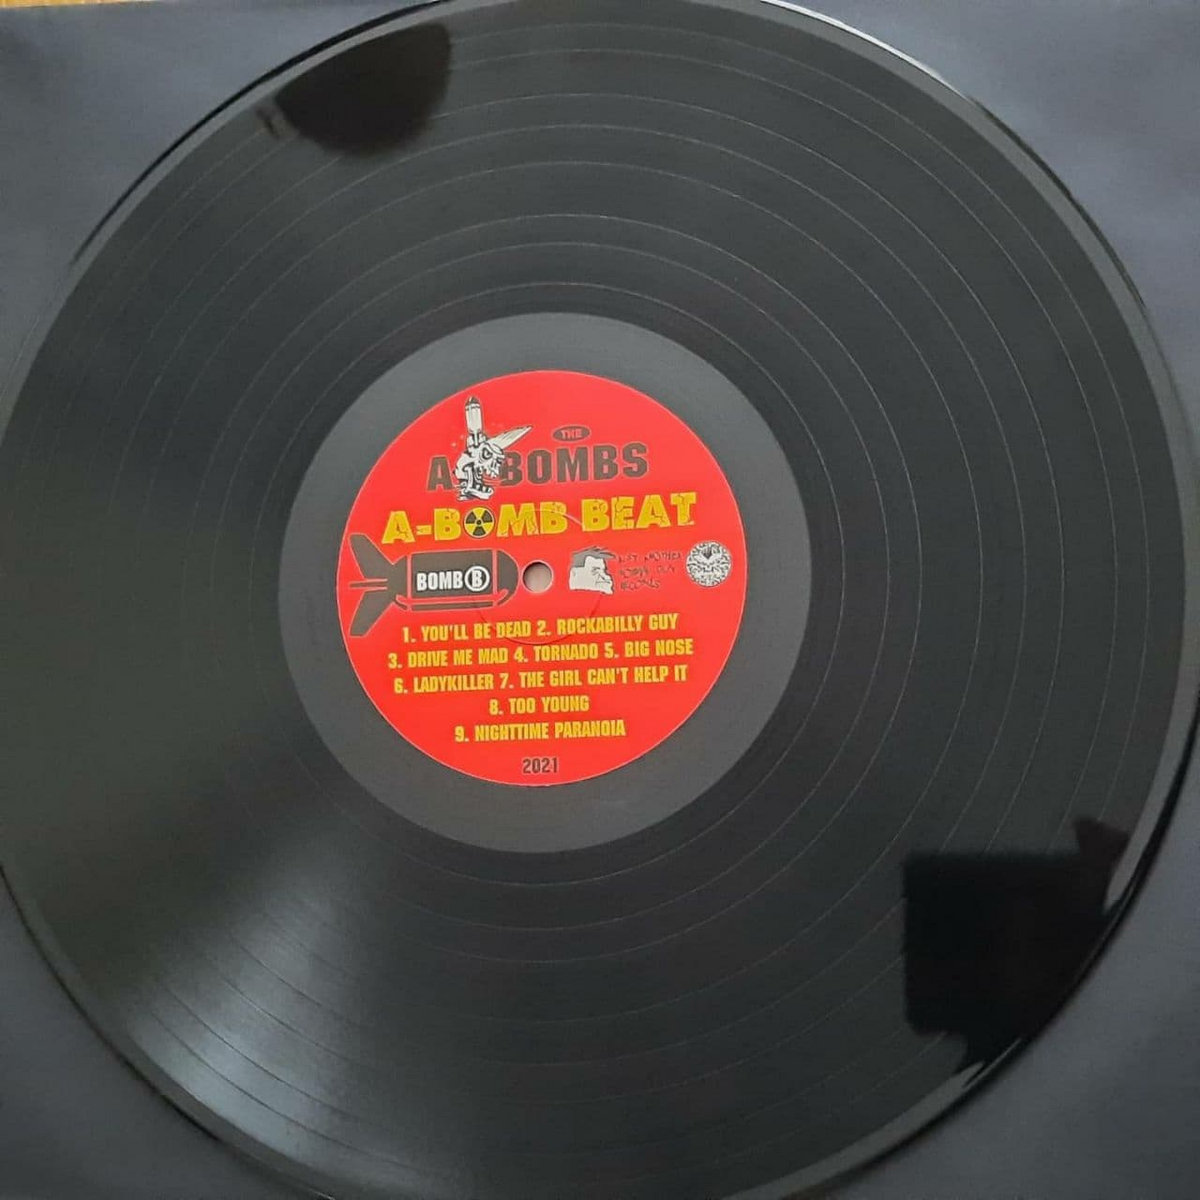 THE
A BOMBS
A-BOMB BEAT
BOMB B
1. YOU'LL BE DEAD 2. ROCKABILLY GUY
3. DRIVE ME MAD 4. TORNADO 5. BIG NOSE
6. LADYKILLER 7. THE GIRL CAN'T HELP IT
8. TOO YOUNG
9. NIGHTTIME PARANOIA
2021